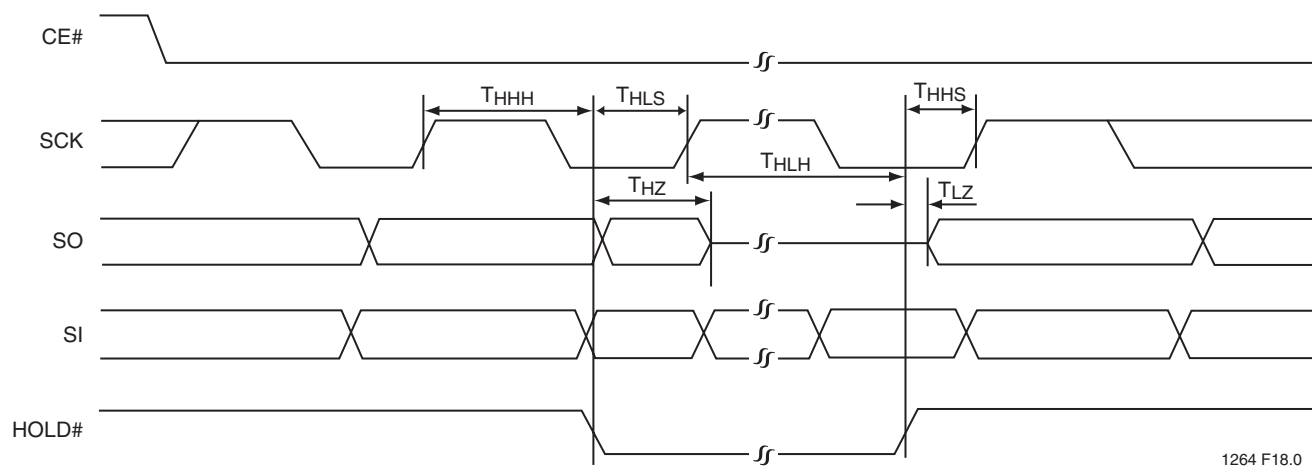 CE#
THHH THLS THHS
SCK
THLH
THZ TLZ
SO
SI
HOLD#
1264 F18.0